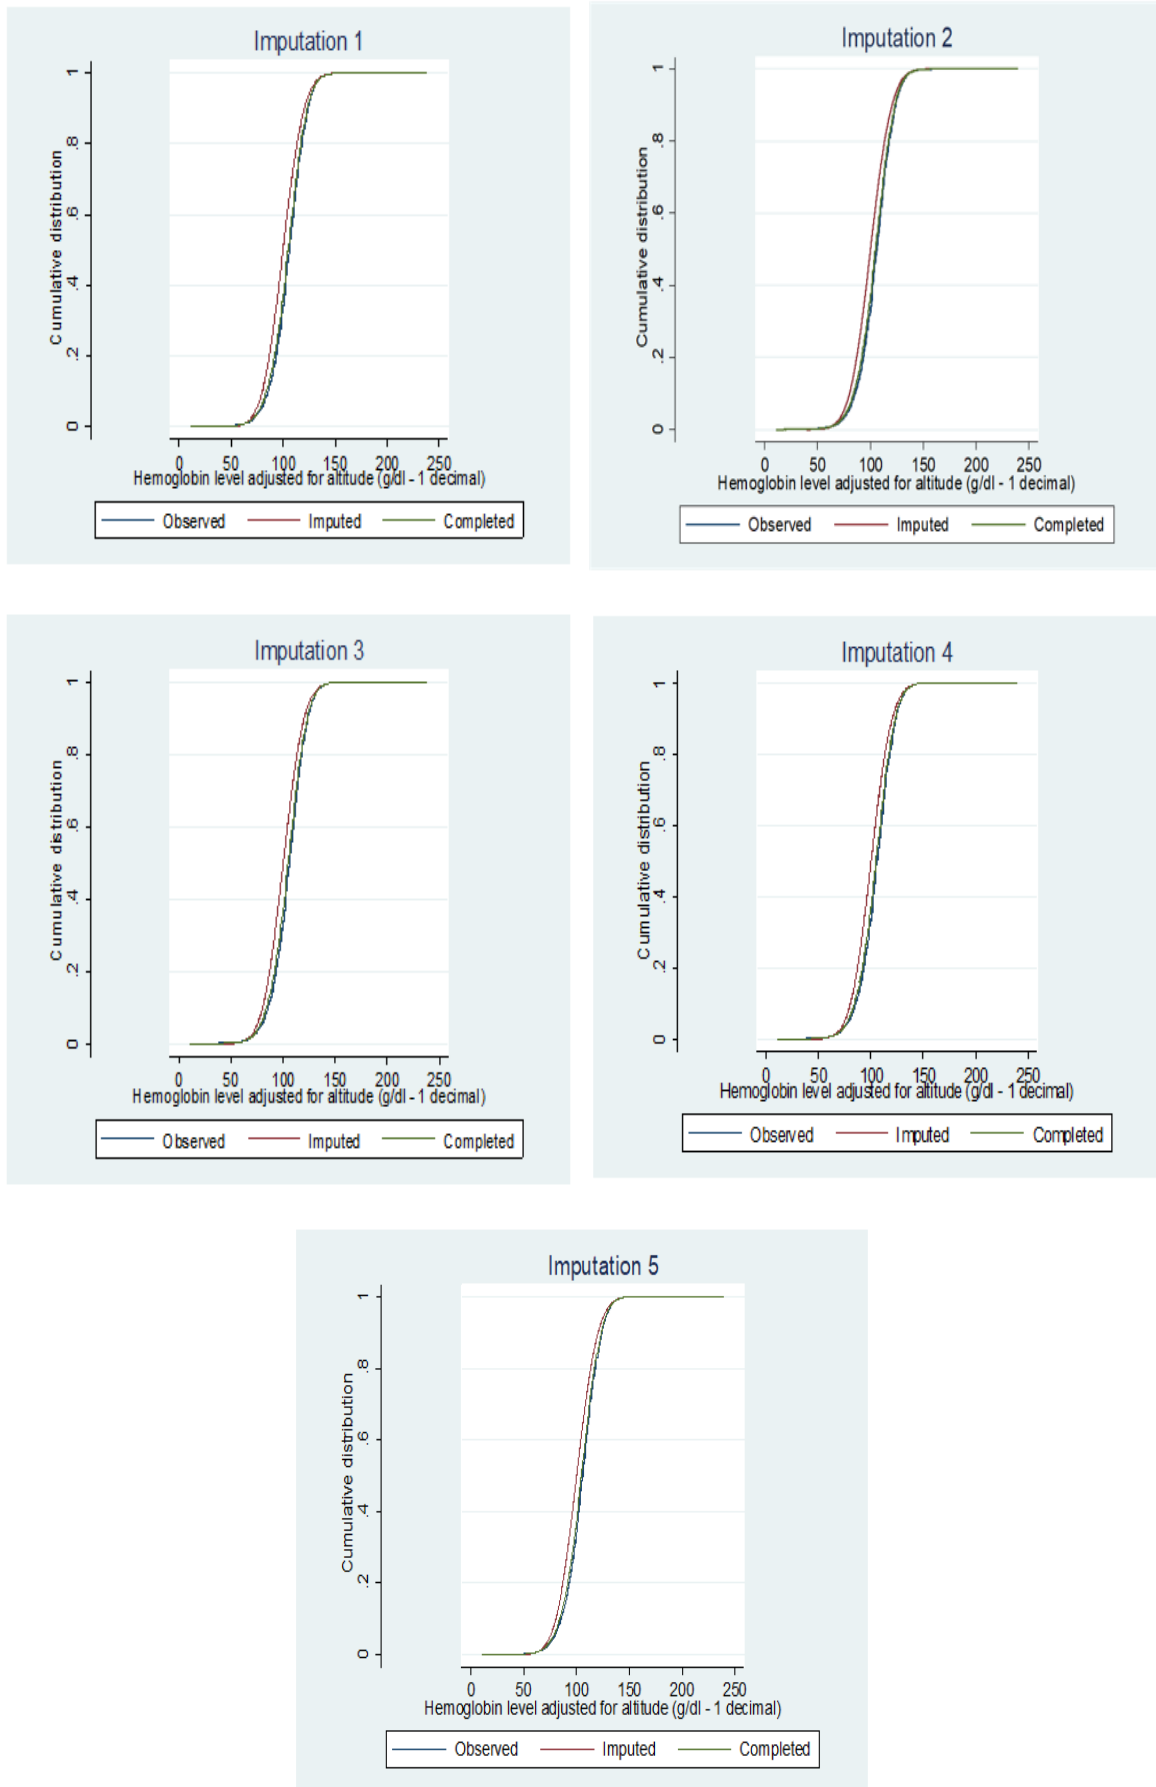 Imputation 1
Cumulative distribution
1
.8
.6
.4
.2
0
0 50 100 150 200 250
Hemoglobin level adjusted for altitude (g/dl - 1 decimal)
Observed Imputed Completed
Imputation 2
Cumulative distribution
1
.8
.6
.4
.2
0
0 50 100 150 200 250
Hemoglobin level adjusted for altitude (g/dl - 1 decimal)
Observed Imputed Completed
Imputation 3
Cumulative distribution
1
.8
.6
.4
.2
0
0 50 100 150 200 250
Hemoglobin level adjusted for altitude (g/dl - 1 decimal)
Observed Imputed Completed
Imputation 4
Cumulative distribution
1
.8
.6
.4
.2
0
0 50 100 150 200 250
Hemoglobin level adjusted for altitude (g/dl - 1 decimal)
Observed Imputed Completed
Imputation 5
Cumulative distribution
1
.8
.6
.4
.2
0
0 50 100 150 200 250
Hemoglobin level adjusted for altitude (g/dl - 1 decimal)
Observed Imputed Completed